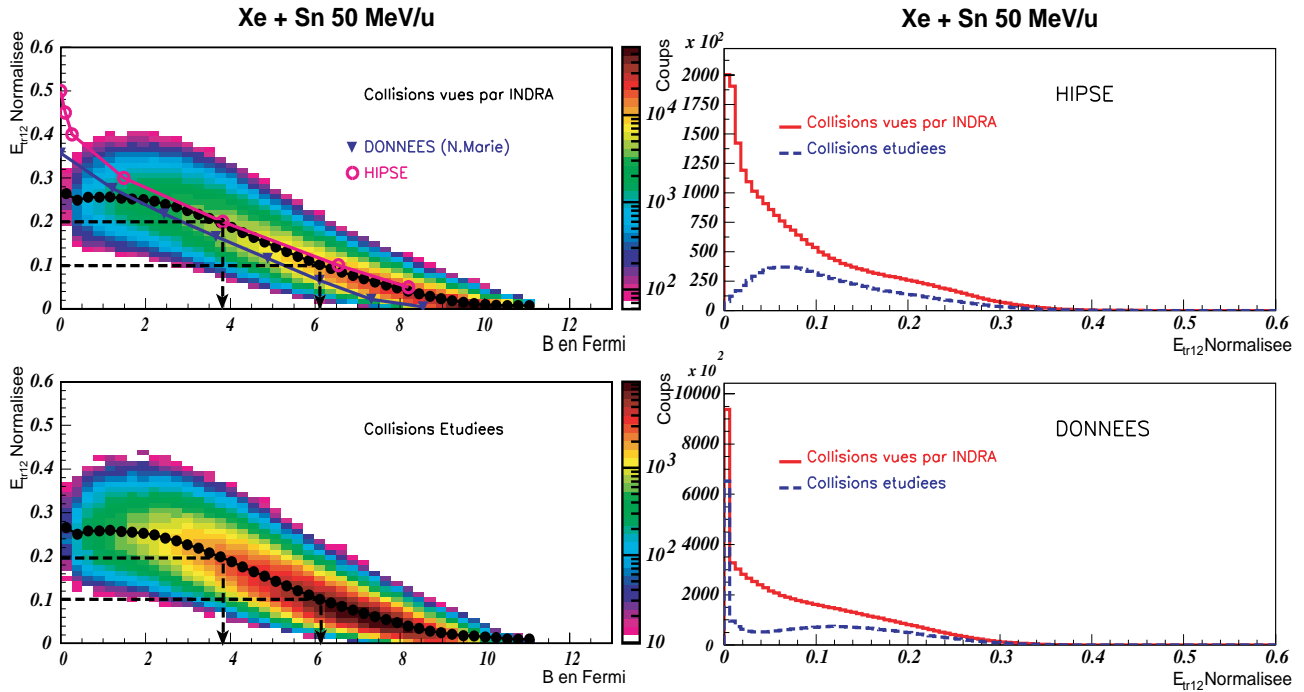 Xe + Sn 50 MeV/u
E_tr12 Normalisee
0.6
0.5
0.4
0.3
0.2
0.1
0
Collisions vues par INDRA
DONNEES (N.Marie)
HIPSE
0 2 4 6 8 10 12
B en Fermi
Coups
10^4
10^3
10^2
Xe + Sn 50 MeV/u
x 10^2
2000
1750
1500
1250
1000
750
500
250
0
HIPSE
Collisions vues par INDRA
Collisions etudiees
0 0.1 0.2 0.3 0.4 0.5 0.6
E_tr12 Normalisee
E_tr12 Normalisee
0.6
0.5
0.4
0.3
0.2
0.1
0
Collisions Etudiees
0 2 4 6 8 10 12
B en Fermi
Coups
10^3
10^2
10
x 10^2
10000
8000
6000
4000
2000
0
DONNEES
Collisions vues par INDRA
Collisions etudiees
0 0.1 0.2 0.3 0.4 0.5 0.6
E_tr12 Normalisee